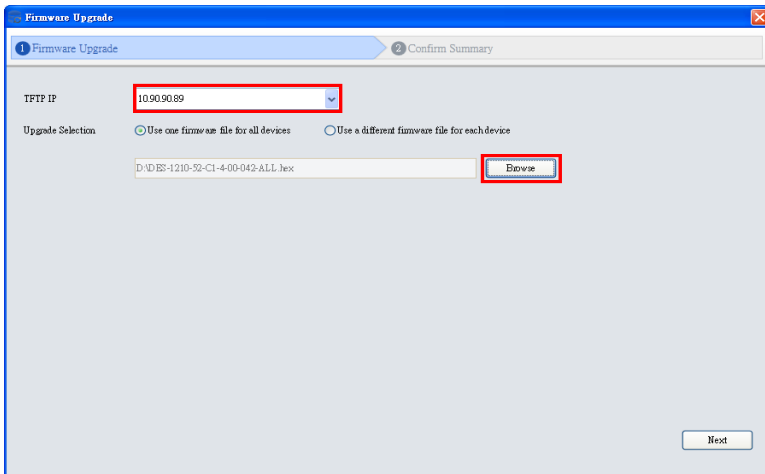 Firmware Upgrade
1 Firmware Upgrade
2 Confirm Summary
TFTP IP
10.90.90.89
Upgrade Selection
Use one firmware file for all devices
Use a different firmware file for each device
D:\DES-1210-52-C1-4-00-042-ALL.hex
Browse
Next